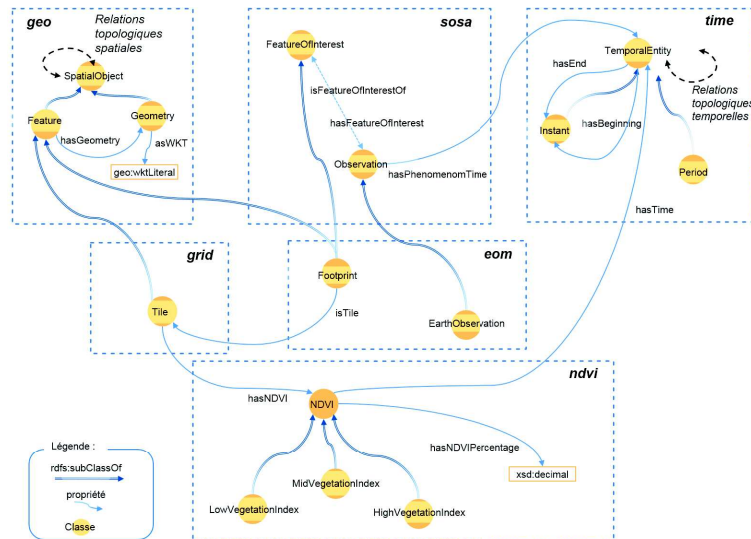 geo
Relations
topologiques
spatiales
SpatialObject
Feature
Geometry
hasGeometry
asWKT
geo:wktLiteral
sosa
FeatureOfInterest
isFeatureOfInterestOf
hasFeatureOfInterest
Observation
hasPhenomenomTime
time
TemporalEntity
hasEnd
Relations
topologiques
temporelles
Instant
hasBeginning
Period
hasTime
grid
Tile
eom
Footprint
isTile
EarthObservation
ndvi
hasNDVI
NDVI
hasNDVIPercentage
xsd:decimal
MidVegetationIndex
LowVegetationIndex
HighVegetationIndex
Légende :
rdfs:subClassOf
propriété
Classe